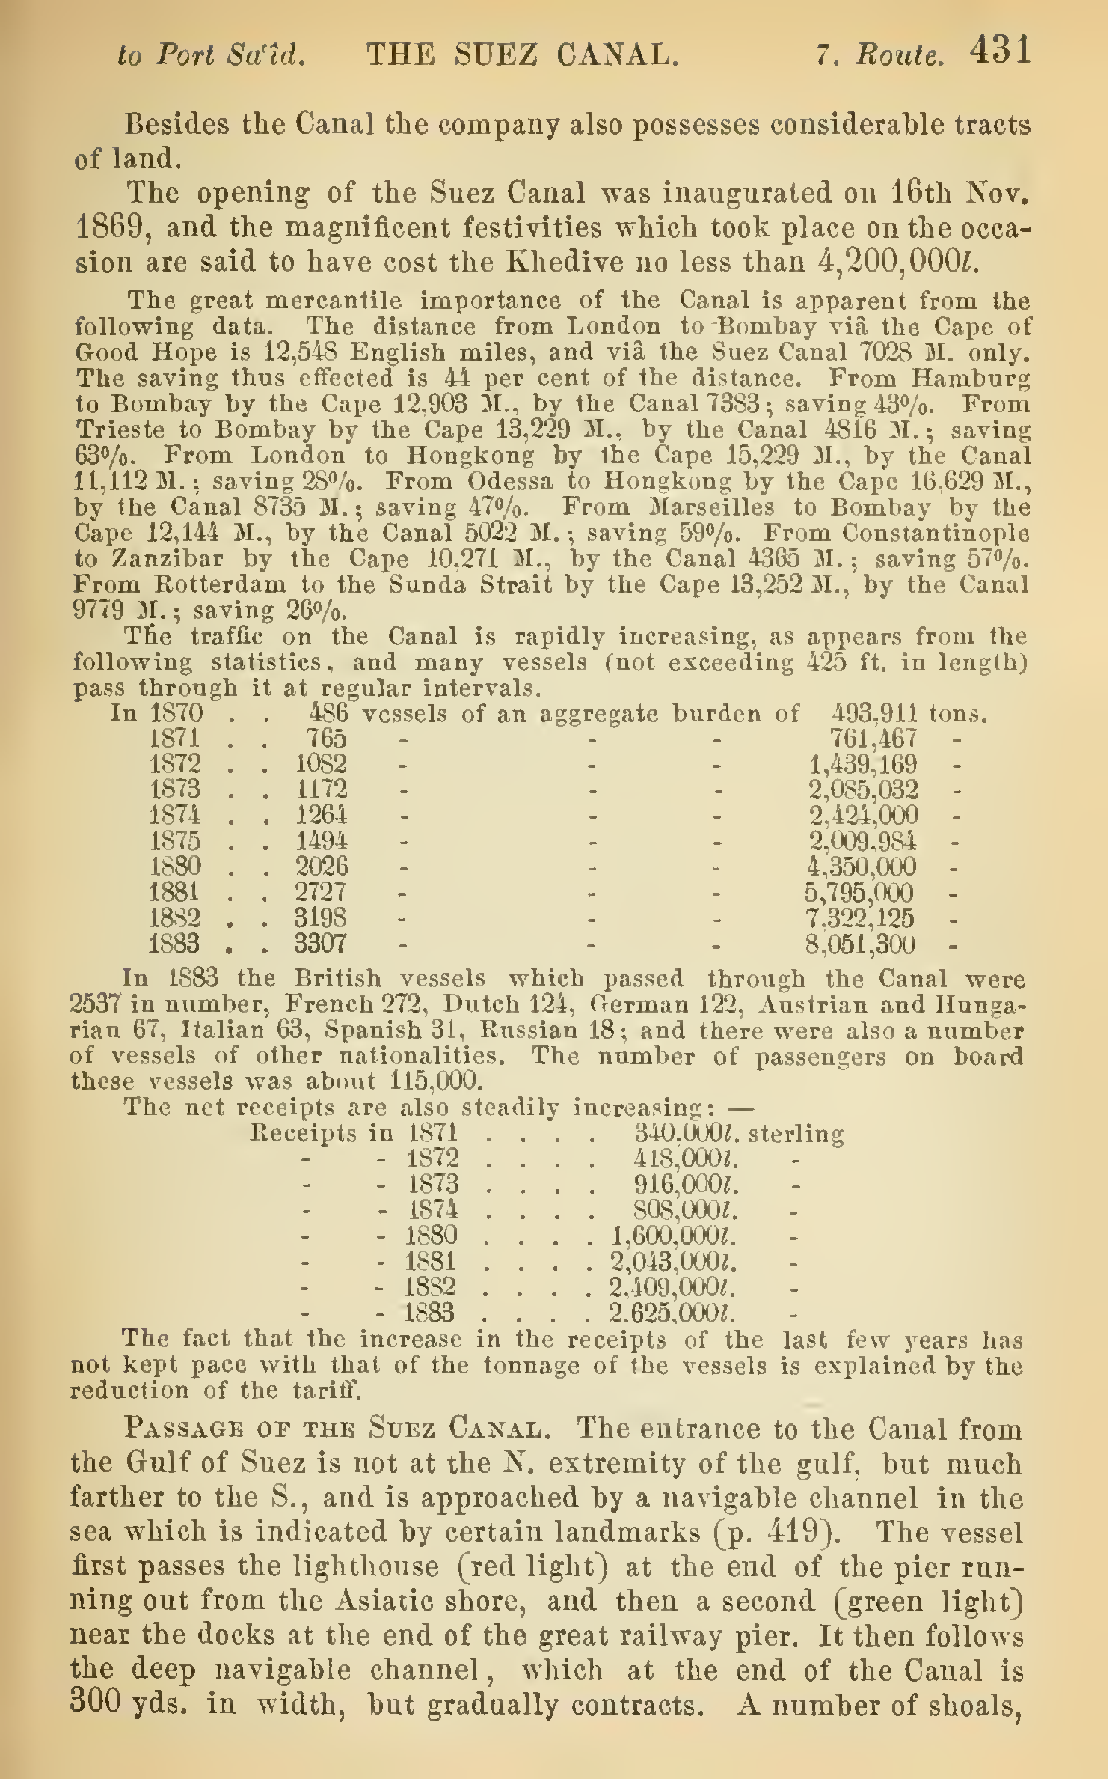 to Port Sa'îd. THE SUEZ CANAL. 7. Route. 431
Besides the Canal the company also possesses considerable tracts
of land.
The opening of the Suez Canal was inaugurated on 16th Nov.
1869, and the magnificent festivities which took place on the occa-
sion are said to have cost the Khedive no less than 4,200,000l.
The great mercantile importance of the Canal is apparent from the
following data. The distance from London to Bombay viâ the Cape of
Good Hope is 12,548 English miles, and viâ the Suez Canal 7028 M. only.
The saving thus effected is 44 per cent of the distance. From Hamburg
to Bombay by the Cape 12,903 M., by the Canal 7383; saving 43%. From
Trieste to Bombay by the Cape 13,229 M., by the Canal 4816 M.; saving
63%. From London to Hongkong by the Cape 15,229 M., by the Canal
11,112 M.; saving 28%. From Odessa to Hongkong by the Cape 16,629 M.,
by the Canal 8735 M.; saving 47%. From Marseilles to Bombay by the
Cape 12,144 M., by the Canal 5022 M.; saving 59%. From Constantinople
to Zanzibar by the Cape 10,271 M., by the Canal 4365 M.; saving 57%.
From Rotterdam to the Sunda Strait by the Cape 13,252 M., by the Canal
9779 M.; saving 26%.
The traffic on the Canal is rapidly increasing, as appears from the
following statistics, and many vessels (not exceeding 425 ft. in length)
pass through it at regular intervals.
In 1870 . . 486 vessels of an aggregate burden of 493,911 tons.
1871 . . 765 - - - 761,467 -
1872 . . 1082 - - - 1,439,169 -
1873 . . 1172 - - - 2,085,032 -
1874 . . 1264 - - - 2,424,000 -
1875 . . 1494 - - - 2,009,984 -
1880 . . 2026 - - - 4,350,000 -
1881 . . 2727 - - - 5,795,000 -
1882 . . 3198 - - - 7,322,125 -
1883 . . 3307 - - - 8,051,300 -
In 1883 the British vessels which passed through the Canal were
2537 in number, French 272, Dutch 124, German 122, Austrian and Hunga-
rian 67, Italian 63, Spanish 31, Russian 18; and there were also a number
of vessels of other nationalities. The number of passengers on board
these vessels was about 115,000.
The net receipts are also steadily increasing: —
Receipts in 1871 . . . . 340,000l. sterling
- - 1872 . . . . 418,000l. -
- - 1873 . . . . 916,000l. -
- - 1874 . . . . 808,000l. -
- - 1880 . . . . 1,600,000l. -
- - 1881 . . . . 2,043,000l. -
- - 1882 . . . . 2,409,000l. -
- - 1883 . . . . 2.625,000l. -
The fact that the increase in the receipts of the last few years has
not kept pace with that of the tonnage of the vessels is explained by the
reduction of the tariff.
PASSAGE OF THE SUEZ CANAL. The entrance to the Canal from
the Gulf of Suez is not at the N. extremity of the gulf, but much
farther to the S., and is approached by a navigable channel in the
sea which is indicated by certain landmarks (p. 419). The vessel
first passes the lighthouse (red light) at the end of the pier run-
ning out from the Asiatic shore, and then a second (green light)
near the docks at the end of the great railway pier. It then follows
the deep navigable channel, which at the end of the Canal is
300 yds. in width, but gradually contracts. A number of shoals,